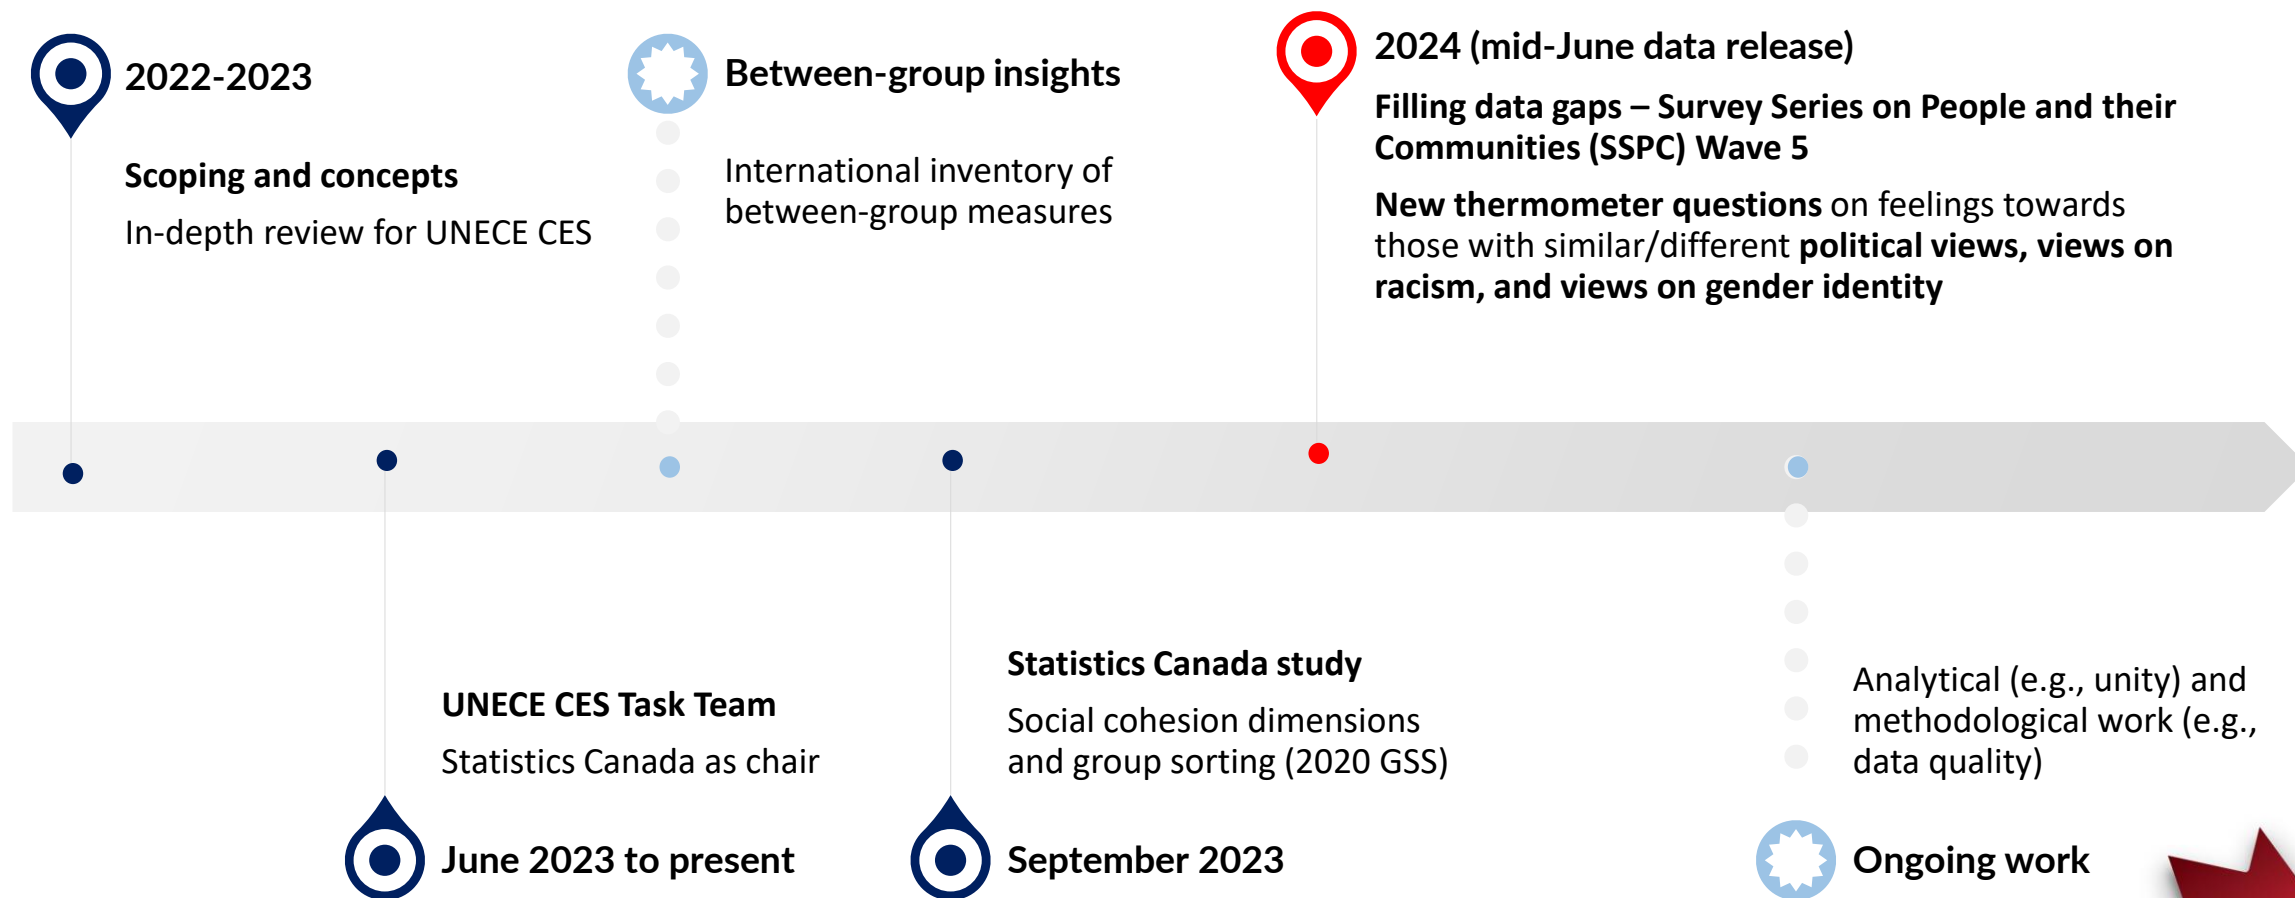 2022-2023
Scoping and concepts
In-depth review for UNECE CES
Between-group insights
International inventory of
between-group measures
2024 (mid-June data release)
Filling data gaps – Survey Series on People and their
Communities (SSPC) Wave 5
New thermometer questions on feelings towards
those with similar/different political views, views on
racism, and views on gender identity
UNECE CES Task Team
Statistics Canada as chair
June 2023 to present
Statistics Canada study
Social cohesion dimensions
and group sorting (2020 GSS)
September 2023
Analytical (e.g., unity) and
methodological work (e.g.,
data quality)
Ongoing work